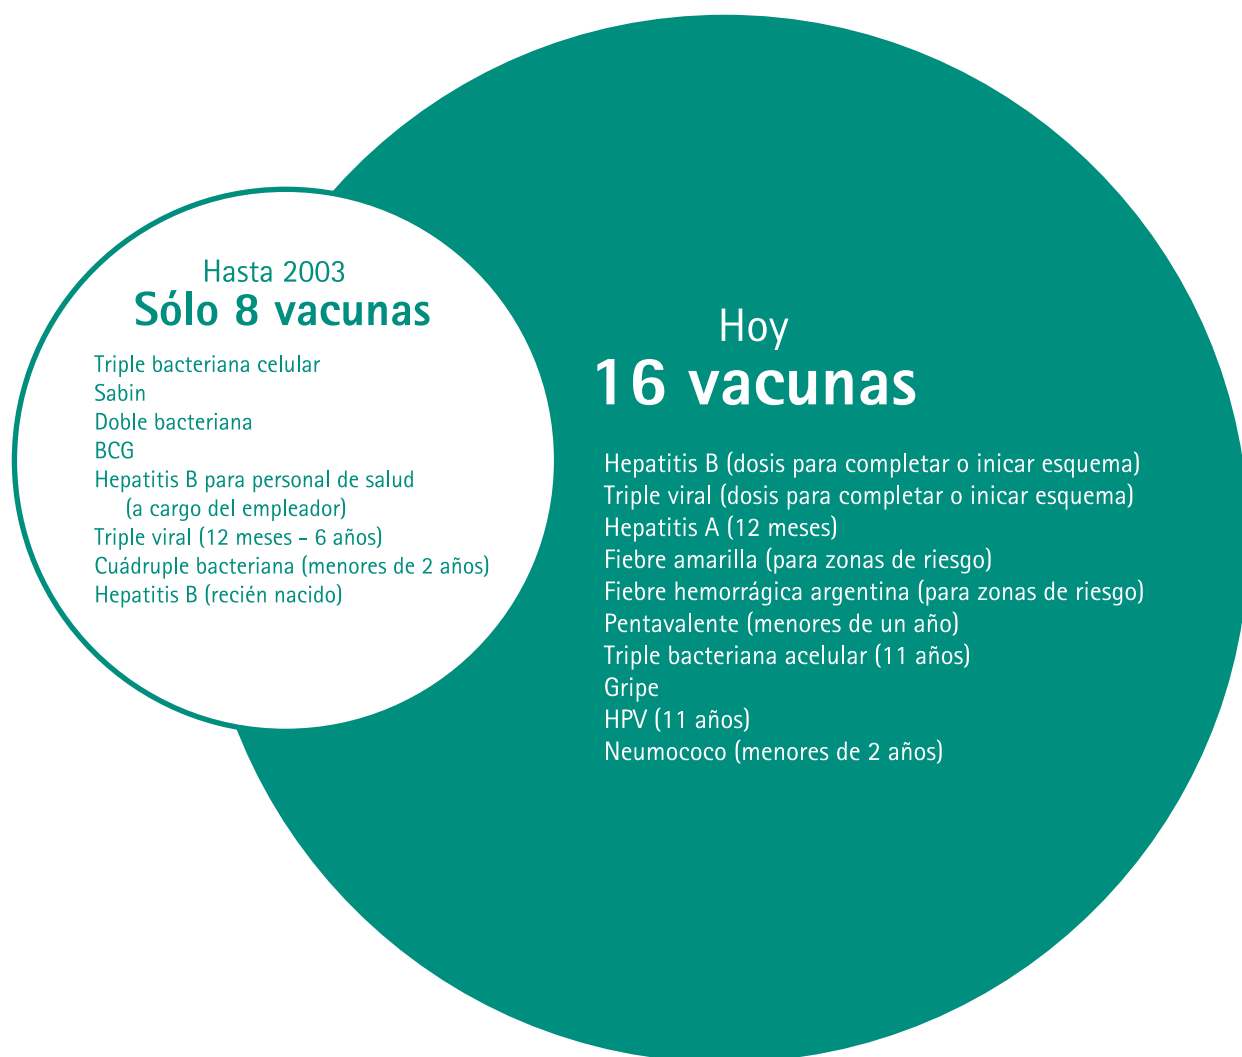 Hasta 2003
Sólo 8 vacunas
Triple bacteriana celular
Sabin
Doble bacteriana
BCG
Hepatitis B para personal de salud
(a cargo del empleador)
Triple viral (12 meses - 6 años)
Cuádruple bacteriana (menores de 2 años)
Hepatitis B (recién nacido)
Hoy
16 vacunas
Hepatitis B (dosis para completar o inicar esquema)
Triple viral (dosis para completar o inicar esquema)
Hepatitis A (12 meses)
Fiebre amarilla (para zonas de riesgo)
Fiebre hemorrágica argentina (para zonas de riesgo)
Pentavalente (menores de un año)
Triple bacteriana acelular (11 años)
Gripe
HPV (11 años)
Neumococo (menores de 2 años)